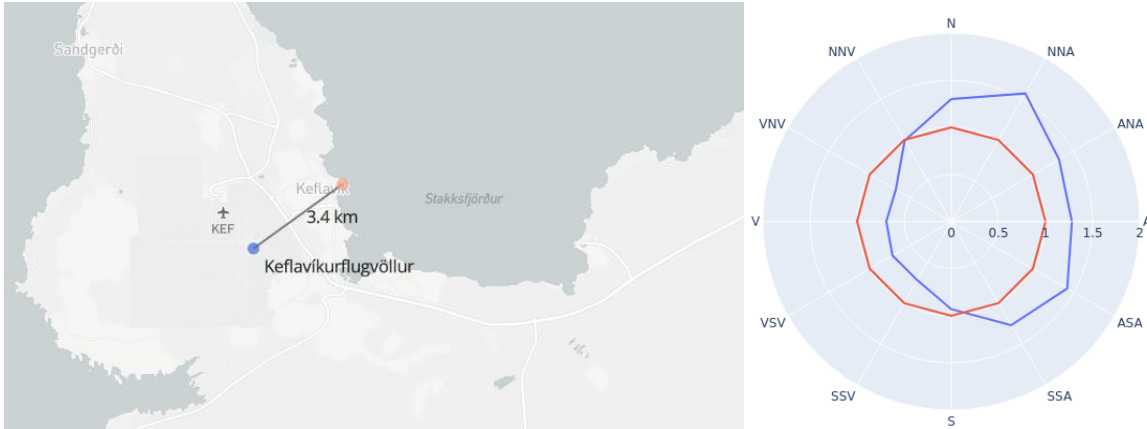 Sandgerði
Keflavík
KEF
3.4 km
Stakksfjörður
Keflavíkurflugvöllur
N
NNV
NNA
VNV
ANA
V
0
0.5
1
1.5
2
A
VSV
ASA
SSV
SSA
S